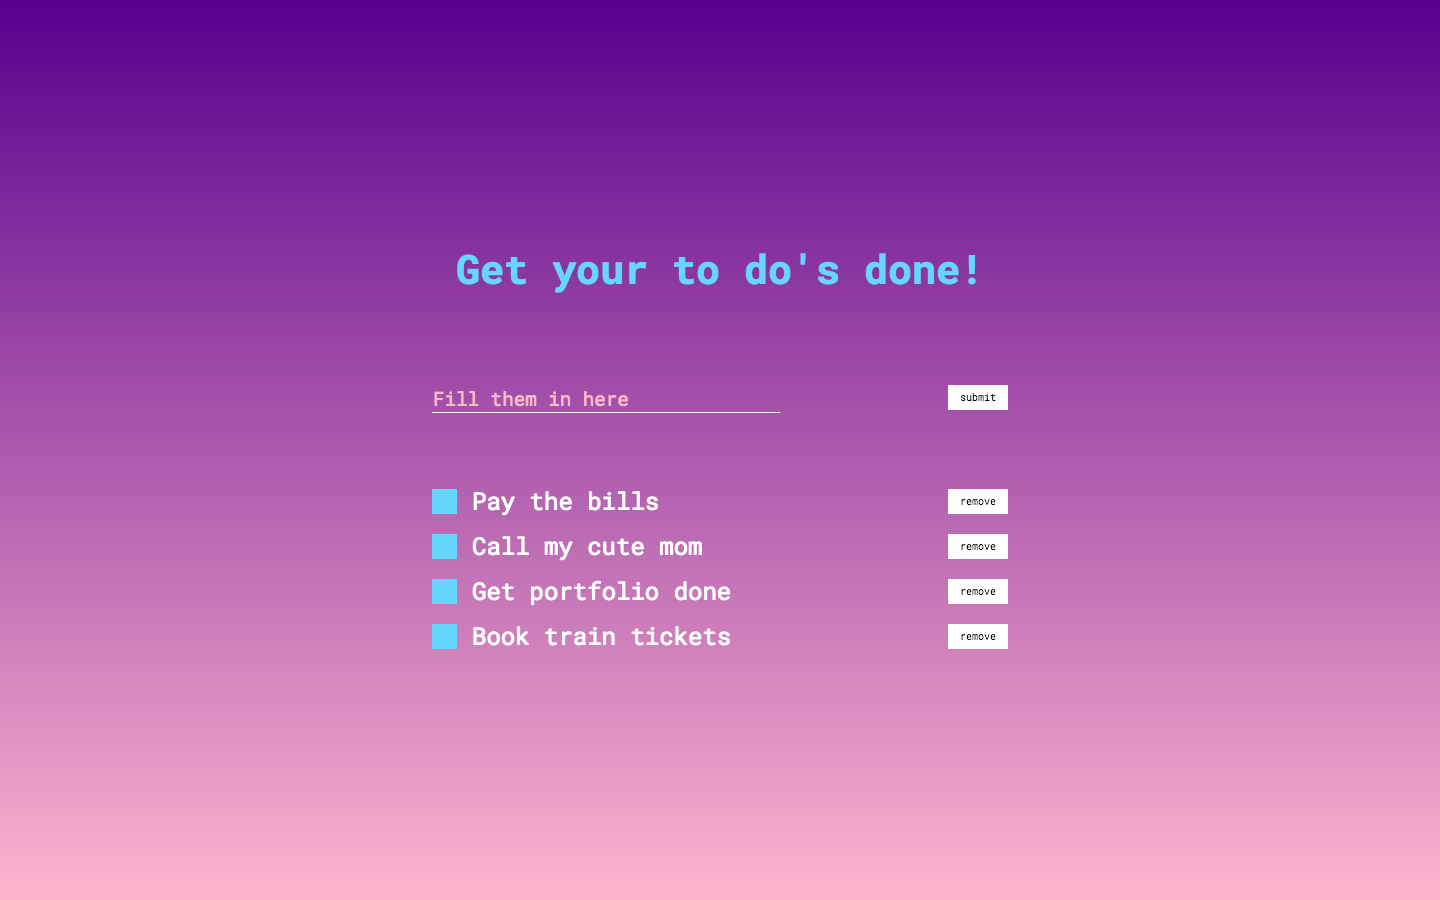 Get your to do's done!
Fill them in here
submit
Pay the bills
remove
Call my cute mom
remove
Get portfolio done
remove
Book train tickets
remove